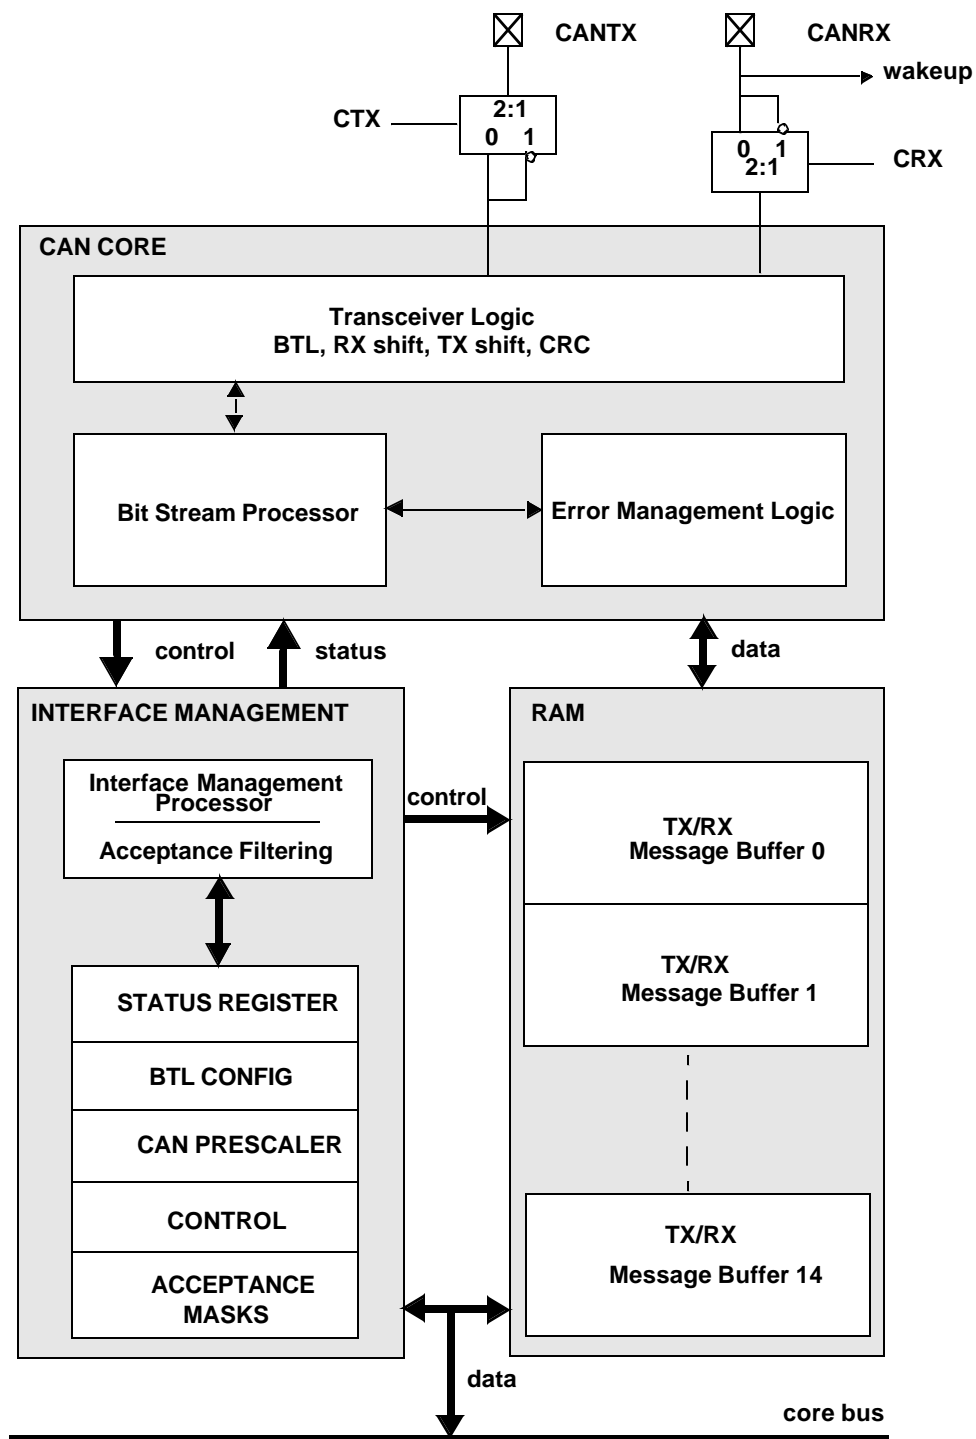 CANTX
CANRX
wakeup
CTX
2:1
0 1
0 1
2:1
CRX
CAN CORE
Transceiver Logic
BTL, RX shift, TX shift, CRC
Bit Stream Processor
Error Management Logic
control
status
data
INTERFACE MANAGEMENT
Interface Management
Processor
Acceptance Filtering
control
STATUS REGISTER
BTL CONFIG
CAN PRESCALER
CONTROL
ACCEPTANCE
MASKS
RAM
TX/RX
Message Buffer 0
TX/RX
Message Buffer 1
TX/RX
Message Buffer 14
data
core bus